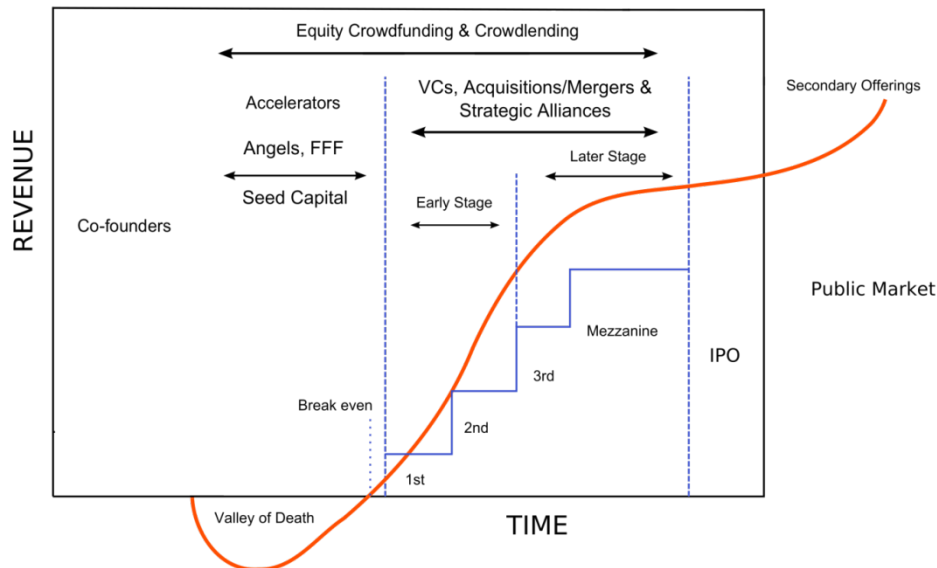 Equity Crowdfunding & Crowdlending
Accelerators
Angels, FFF
Seed Capital
VCs, Acquisitions/Mergers &
Strategic Alliances
Secondary Offerings
Later Stage
Early Stage
Co-founders
REVENUE
Public Market
Mezzanine
IPO
3rd
Break even
2nd
1st
Valley of Death
TIME